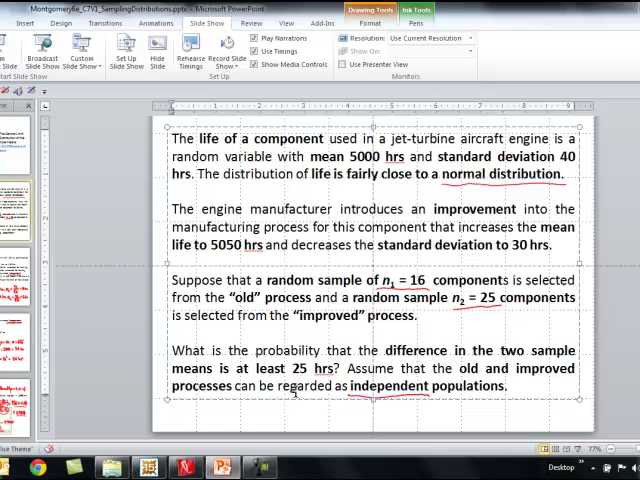 Montgomery6e_C7V1_SamplingDistributions.pptx - Microsoft PowerPoint
Drawing Tools
Ink Tools
Insert Design Transitions Animations Slide Show Review View Add-Ins Format Pens
Broadcast Slide Show
Custom Slide Show
Set Up Slide Show
Hide Slide
Rehearse Timings
Record Slide Show
Play Narrations
Use Timings
Show Media Controls
Resolution: Use Current Resolution
Show On:
Use Presenter View
Start Slide Show
Set Up
Monitors
The life of a component used in a jet-turbine aircraft engine is a
random variable with mean 5000 hrs and standard deviation 40
hrs. The distribution of life is fairly close to a normal distribution.
The engine manufacturer introduces an improvement into the
manufacturing process for this component that increases the mean
life to 5050 hrs and decreases the standard deviation to 30 hrs.
Suppose that a random sample of n₁ = 16 components is selected
from the “old” process and a random sample n₂ = 25 components
is selected from the “improved” process.
What is the probability that the difference in the two sample
means is at least 25 hrs? Assume that the old and improved
processes can be regarded as independent populations.
Office Theme"
77%
Desktop